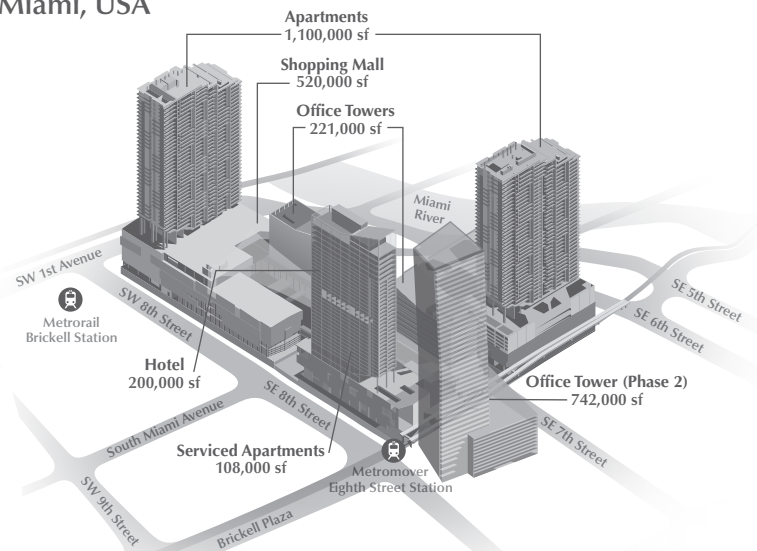 Miami, USA
Apartments
1,100,000 sf
Shopping Mall
520,000 sf
Office Towers
221,000 sf
Miami
River
SW 1st Avenue
SE 5th Street
SE 6th Street
Metrorail
Brickell Station
SW 8th Street
Hotel
200,000 sf
SE 8th Street
Office Tower (Phase 2)
742,000 sf
South Miami Avenue
SE 7th Street
Serviced Apartments
108,000 sf
Metromover
Eighth Street Station
SW 9th Street
Brickell Plaza